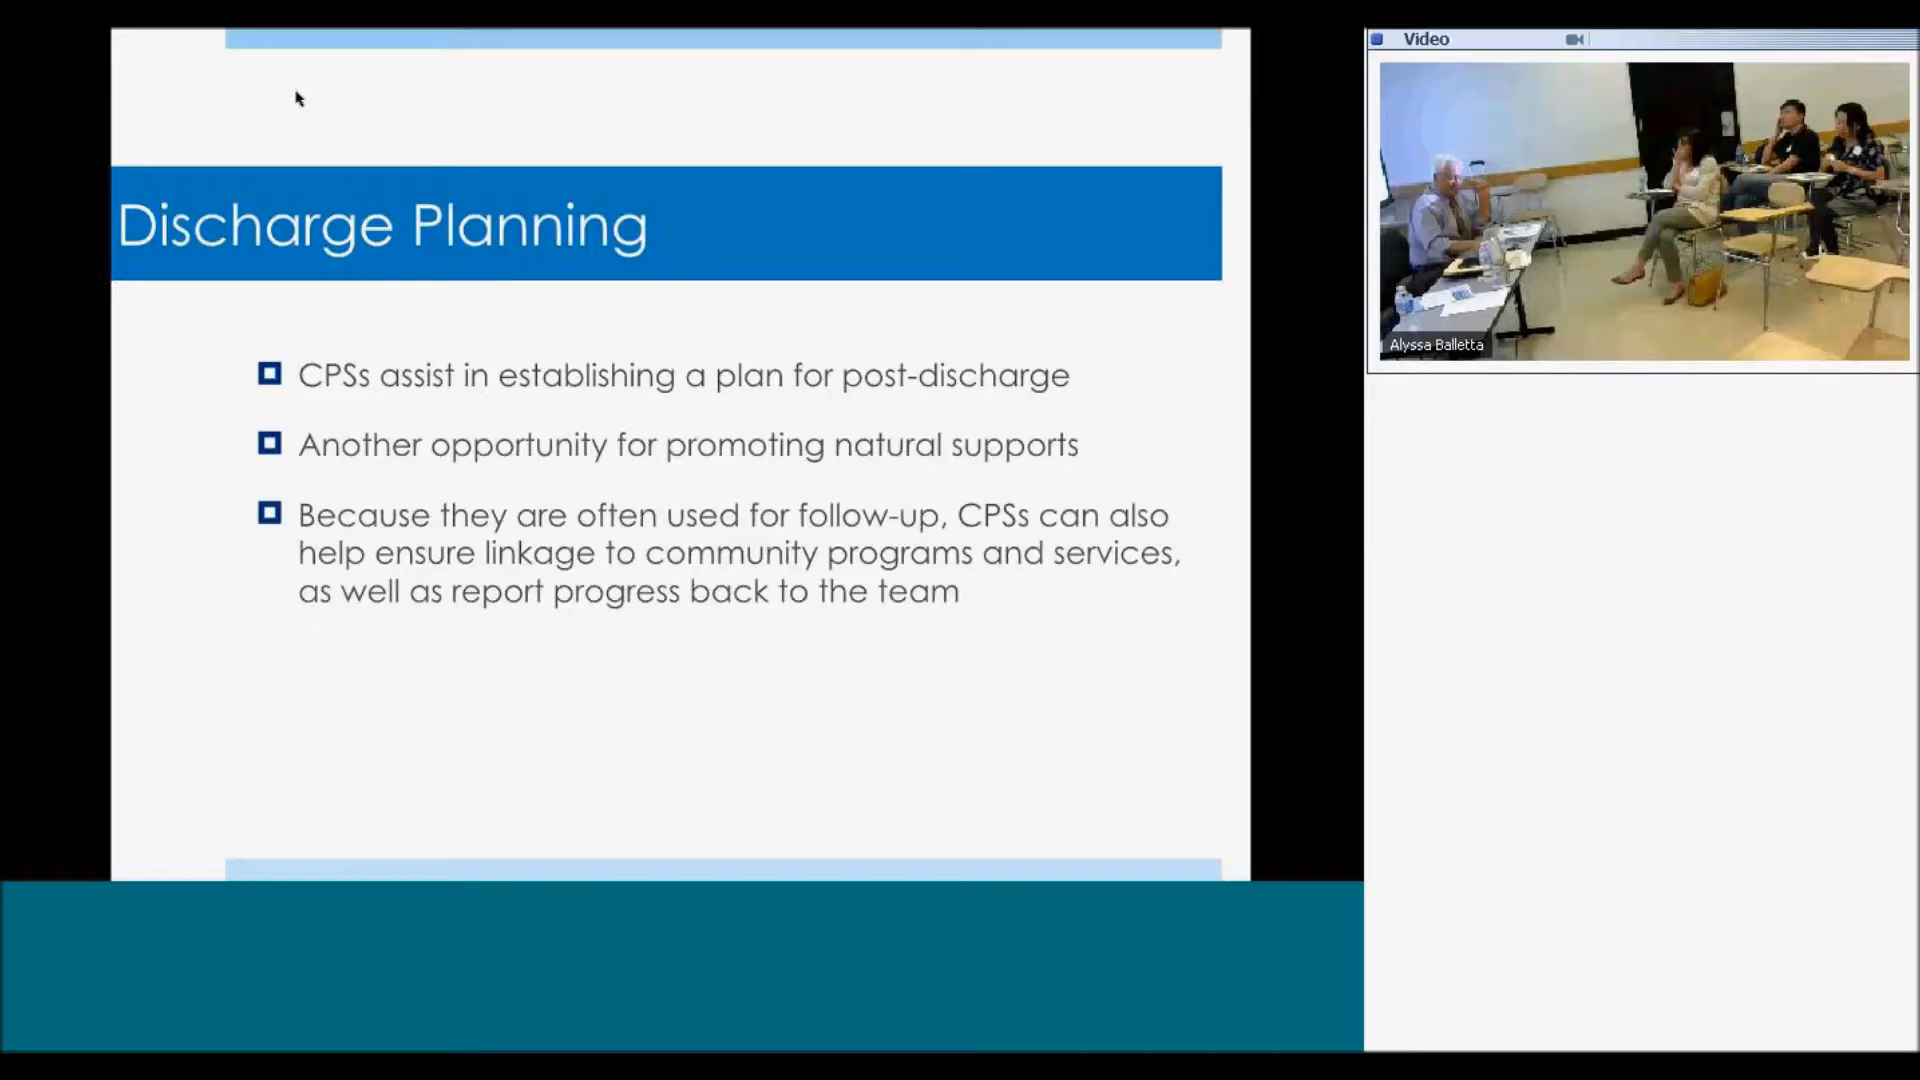 Discharge Planning
CPSs assist in establishing a plan for post-discharge
Another opportunity for promoting natural supports
Because they are often used for follow-up, CPSs can also
help ensure linkage to community programs and services,
as well as report progress back to the team
Video
Alyssa Balletta